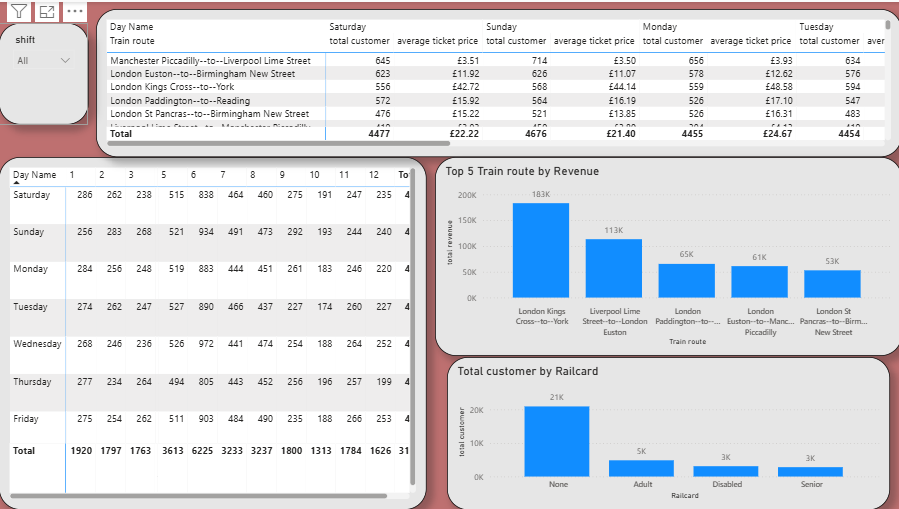 shift
All
Day Name Saturday Sunday Monday Tuesday
Train route total customer average ticket price total customer average ticket price total customer average ticket price total customer aver
Manchester Piccadilly--to--Liverpool Lime Street 645 £3.51 714 £3.50 656 £3.93 634
London Euston--to--Birmingham New Street 623 £11.92 626 £11.07 578 £12.62 576
London Kings Cross--to--York 556 £42.72 568 £44.14 559 £48.58 594
London Paddington--to--Reading 572 £15.92 564 £16.19 526 £17.10 547
London St Pancras--to--Birmingham New Street 476 £15.22 521 £13.85 526 £16.31 483
Total 4477 £22.22 4676 £21.40 4455 £24.67 4454
Day Name 1 2 3 5 6 7 8 9 10 11 12 To
Saturday 286 262 238 515 838 464 460 275 191 247 235 4
Sunday 256 283 268 521 934 491 473 292 193 244 240 4
Monday 284 256 248 519 883 444 451 261 183 246 220 4
Tuesday 274 262 247 527 890 466 437 227 174 260 227 4
Wednesday 268 246 236 526 972 441 474 254 188 264 252 4
Thursday 277 234 264 494 805 443 452 256 196 257 199 4
Friday 275 254 262 511 903 484 490 235 188 266 253 4
Total 1920 1797 1763 3613 6225 3233 3237 1800 1313 1784 1626 31
Top 5 Train route by Revenue
total revenue
200K
150K
100K
50K
0K
183K
113K
65K
61K
53K
London Kings Cross--to--York
Liverpool Lime Street--to--London Euston
London Paddington--to--...
London Euston--to--Manc... Piccadilly
London St Pancras--to--Birm... New Street
Train route
Total customer by Railcard
total customer
20K
10K
0K
21K
5K
3K
3K
None Adult Disabled Senior
Railcard